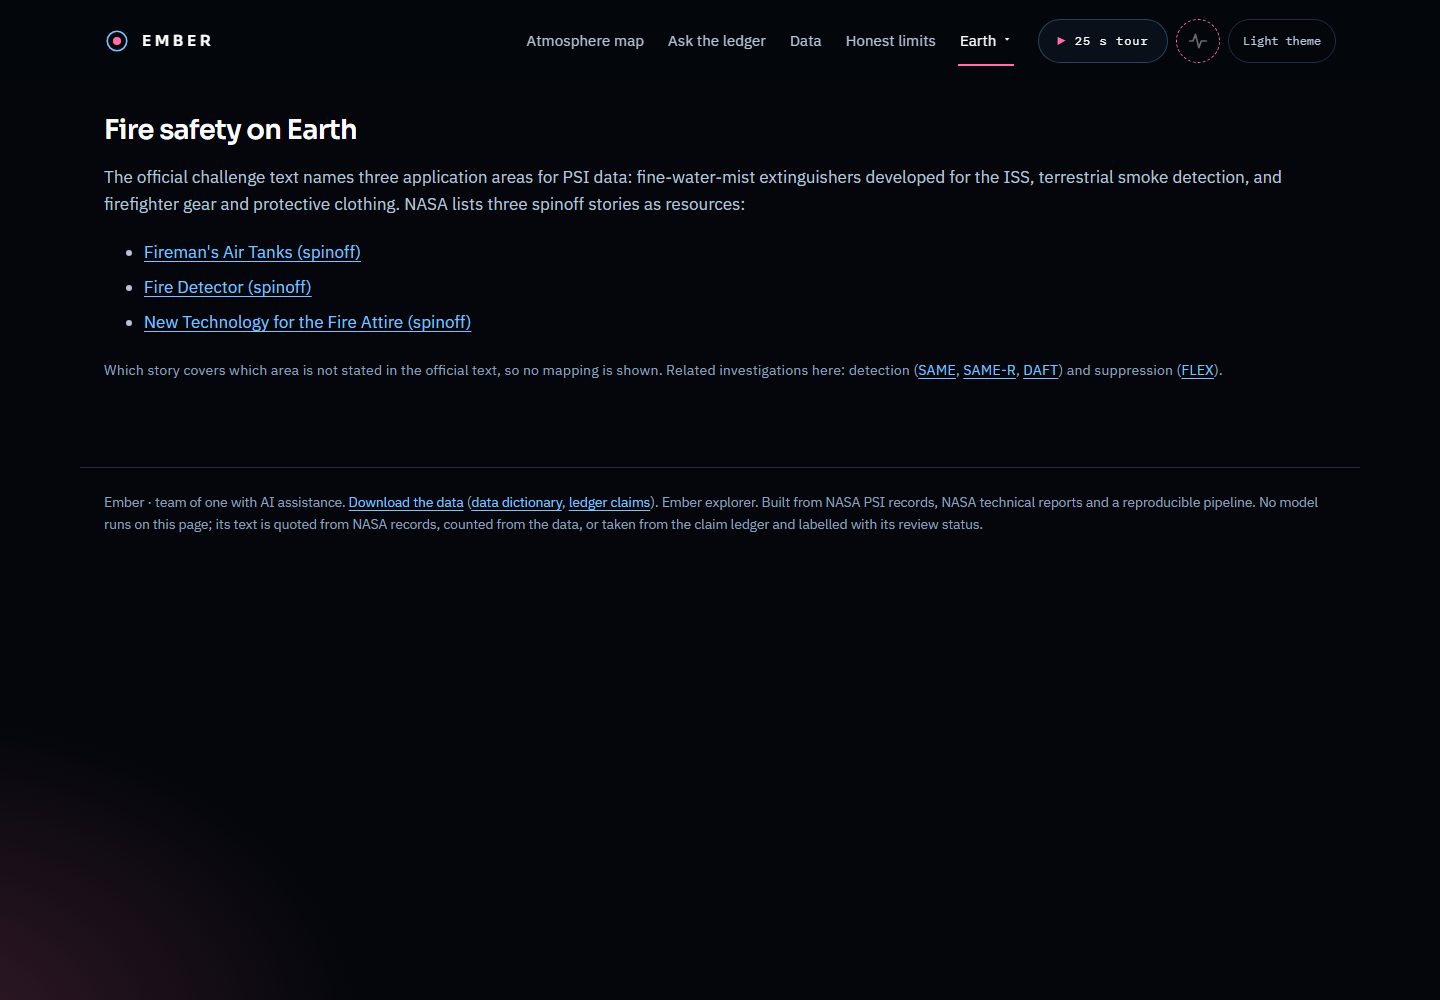 EMBER
Atmosphere map
Ask the ledger
Data
Honest limits
Earth
25 s tour
Light theme
Fire safety on Earth
The official challenge text names three application areas for PSI data: fine-water-mist extinguishers developed for the ISS, terrestrial smoke detection, and
firefighter gear and protective clothing. NASA lists three spinoff stories as resources:
Fireman's Air Tanks (spinoff)
Fire Detector (spinoff)
New Technology for the Fire Attire (spinoff)
Which story covers which area is not stated in the official text, so no mapping is shown. Related investigations here: detection (SAME, SAME-R, DAFT) and suppression (FLEX).
Ember · team of one with AI assistance. Download the data (data dictionary, ledger claims). Ember explorer. Built from NASA PSI records, NASA technical reports and a reproducible pipeline. No model
runs on this page; its text is quoted from NASA records, counted from the data, or taken from the claim ledger and labelled with its review status.